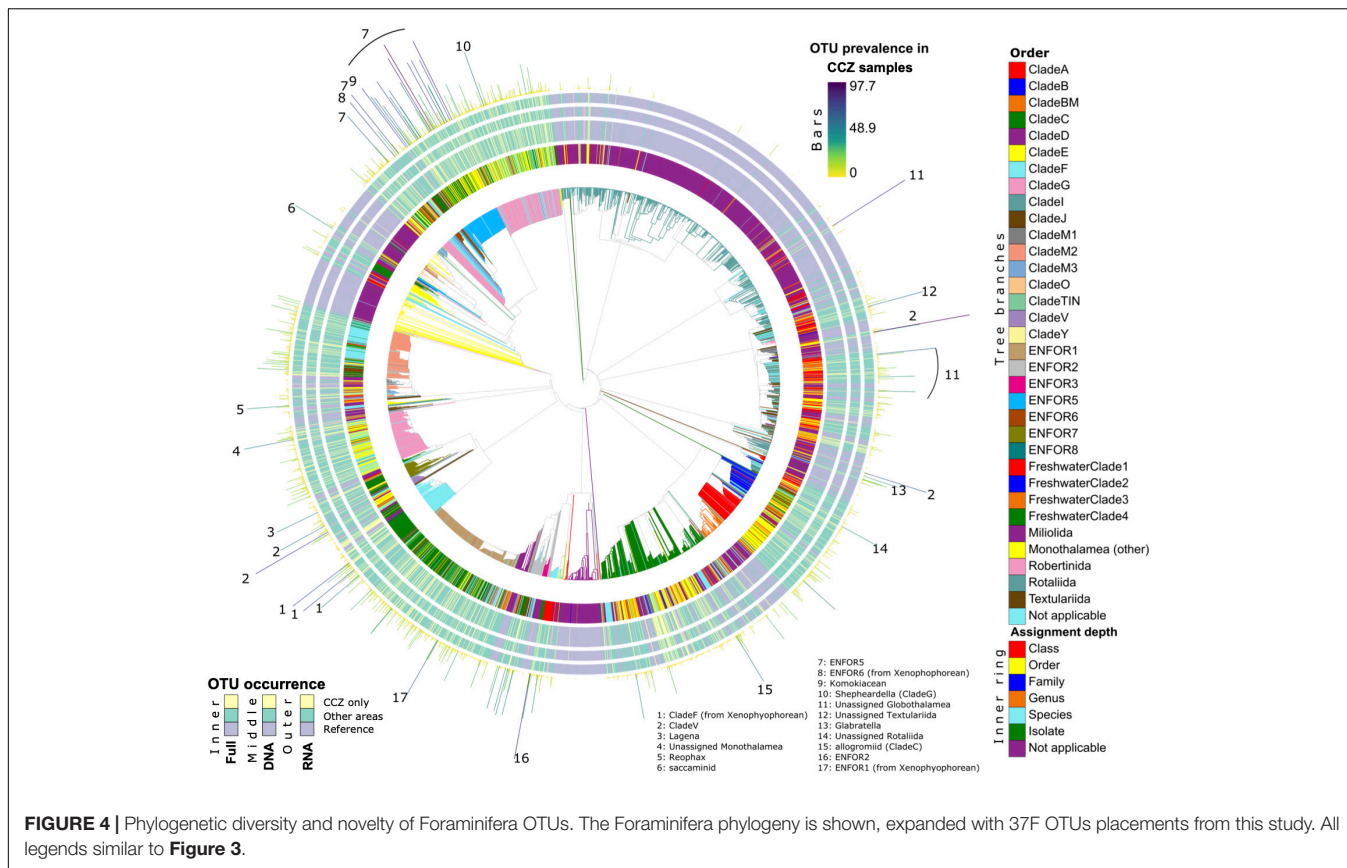 7
10
7
9
8
7
6
5
4
3
2
2
1
1
17
16
15
14
13
2
11
2
12
11
OTU prevalence in
CCZ samples
Bars
97.7
48.9
0
Order
Tree branches
CladeA
CladeB
CladeBM
CladeC
CladeD
CladeE
CladeF
CladeG
CladeI
CladeJ
CladeM1
CladeM2
CladeM3
CladeO
CladeTIN
CladeV
CladeY
ENFOR1
ENFOR2
ENFOR3
ENFOR5
ENFOR6
ENFOR7
ENFOR8
FreshwaterClade1
FreshwaterClade2
FreshwaterClade3
FreshwaterClade4
Miliolida
Monothalamea (other)
Robertinida
Rotaliida
Textulariida
Not applicable
Assignment depth
Inner ring
Class
Order
Family
Genus
Species
Isolate
Not applicable
OTU occurrence
Inner
Middle
Outer
CCZ only
Other areas
Reference
Full
DNA
RNA
1: CladeF (from Xenophyophorean)
2: CladeV
3: Lagena
4: Unassigned Monothalamea
5: Reophax
6: saccaminid
7: ENFOR5
8: ENFOR6 (from Xenophophorean)
9: Komokiacean
10: Shepheardella (CladeG)
11: Unassigned Globothalamea
12: Unassigned Textulariida
13: Glabratella
14: Unassigned Rotaliida
15: allogromiid (CladeC)
16: ENFOR2
17: ENFOR1 (from Xenophyophorean)
FIGURE 4 | Phylogenetic diversity and novelty of Foraminifera OTUs. The Foraminifera phylogeny is shown, expanded with 37F OTUs placements from this study. All
legends similar to Figure 3.